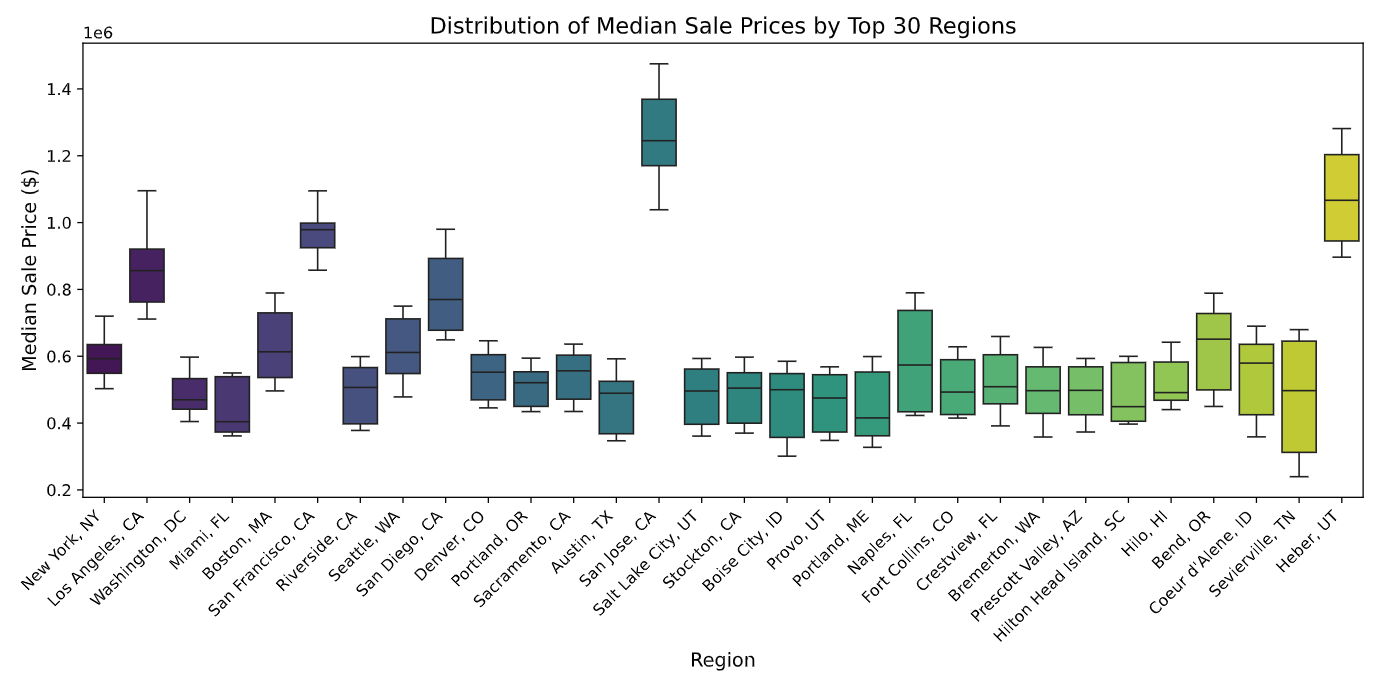 Distribution of Median Sale Prices by Top 30 Regions
1e6
1.4
1.2
1.0
0.8
0.6
0.4
0.2
Median Sale Price ($)
New York, NY
Los Angeles, CA
Washington, DC
Miami, FL
Boston, MA
San Francisco, CA
Riverside, CA
Seattle, WA
San Diego, CA
Denver, CO
Portland, OR
Sacramento, CA
Austin, TX
San Jose, CA
Salt Lake City, UT
Stockton, CA
Boise City, ID
Provo, UT
Portland, ME
Naples, FL
Fort Collins, CO
Crestview, FL
Bremerton, WA
Prescott Valley, AZ
Hilton Head Island, SC
Hilo, HI
Bend, OR
Coeur d'Alene, ID
Sevierville, TN
Heber, UT
Region